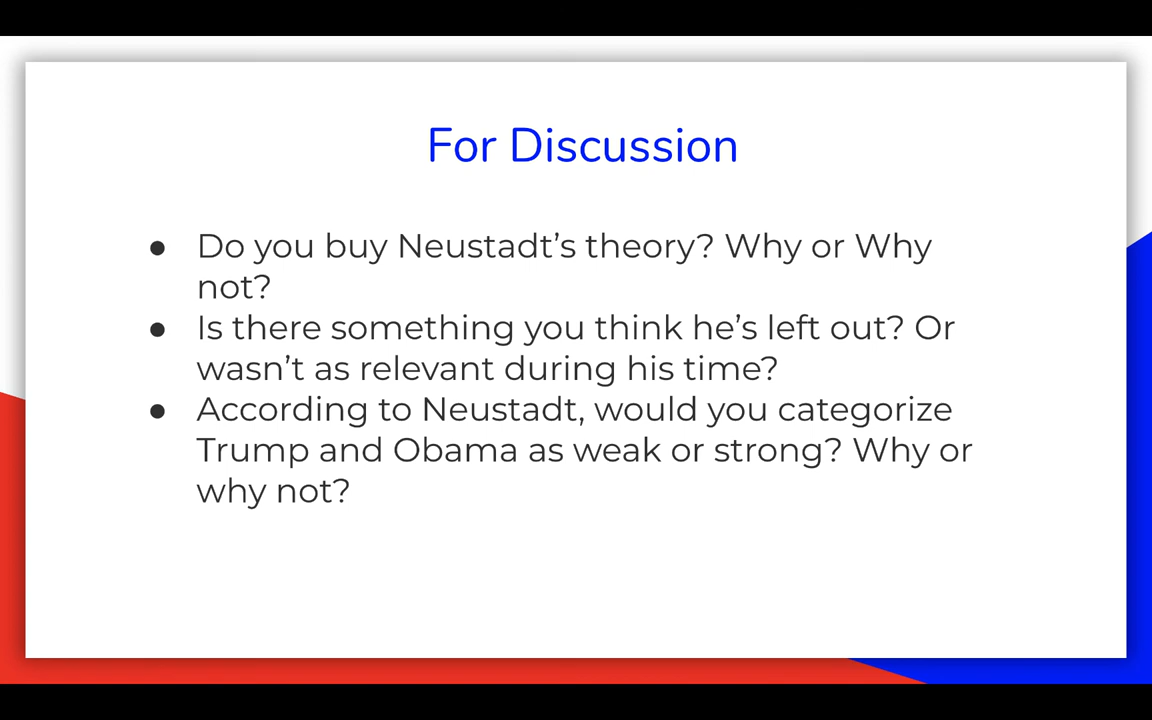 For Discussion
● Do you buy Neustadt’s theory? Why or Why
not?
● Is there something you think he’s left out? Or
wasn’t as relevant during his time?
● According to Neustadt, would you categorize
Trump and Obama as weak or strong? Why or
why not?